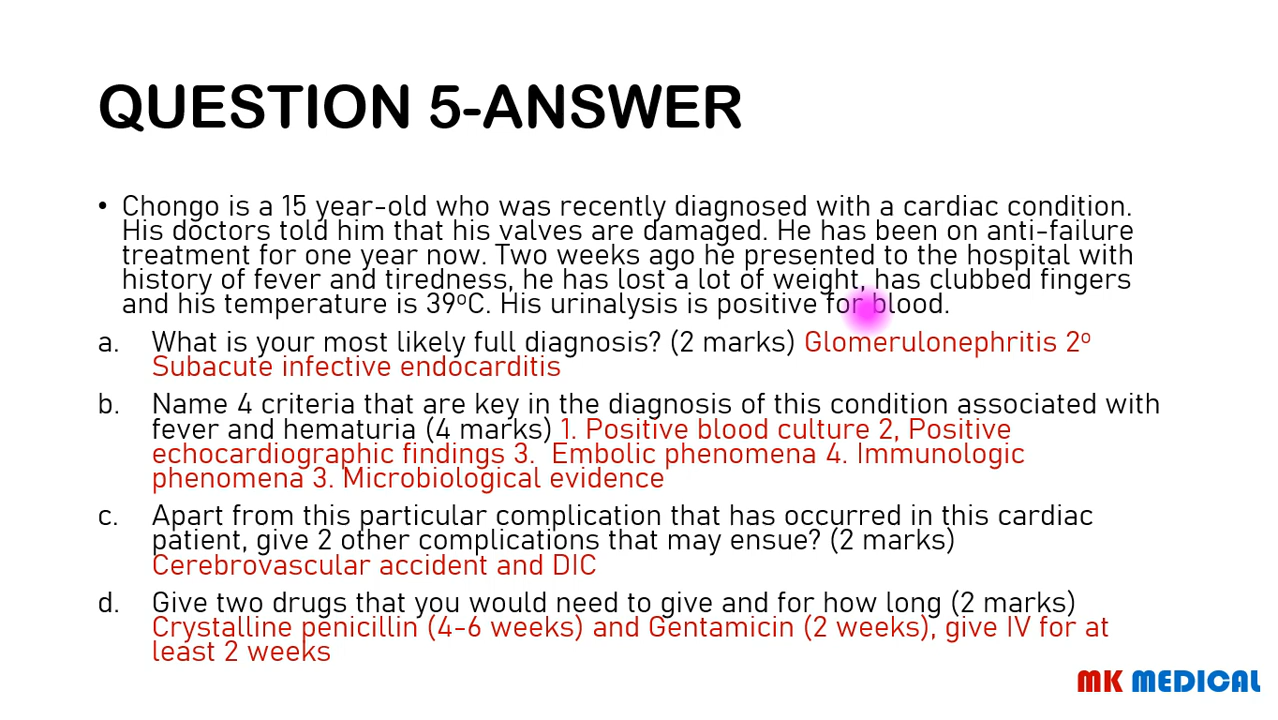 QUESTION 5-ANSWER
• Chongo is a 15 year-old who was recently diagnosed with a cardiac condition.
His doctors told him that his valves are damaged. He has been on anti-failure
treatment for one year now. Two weeks ago he presented to the hospital with
history of fever and tiredness, he has lost a lot of weight, has clubbed fingers
and his temperature is 39ºC. His urinalysis is positive for blood.
a. What is your most likely full diagnosis? (2 marks) Glomerulonephritis 2º
Subacute infective endocarditis
b. Name 4 criteria that are key in the diagnosis of this condition associated with
fever and hematuria (4 marks) 1. Positive blood culture 2, Positive
echocardiographic findings 3. Embolic phenomena 4. Immunologic
phenomena 3. Microbiological evidence
c. Apart from this particular complication that has occurred in this cardiac
patient, give 2 other complications that may ensue? (2 marks)
Cerebrovascular accident and DIC
d. Give two drugs that you would need to give and for how long (2 marks)
Crystalline penicillin (4-6 weeks) and Gentamicin (2 weeks), give IV for at
least 2 weeks
MK MEDICAL